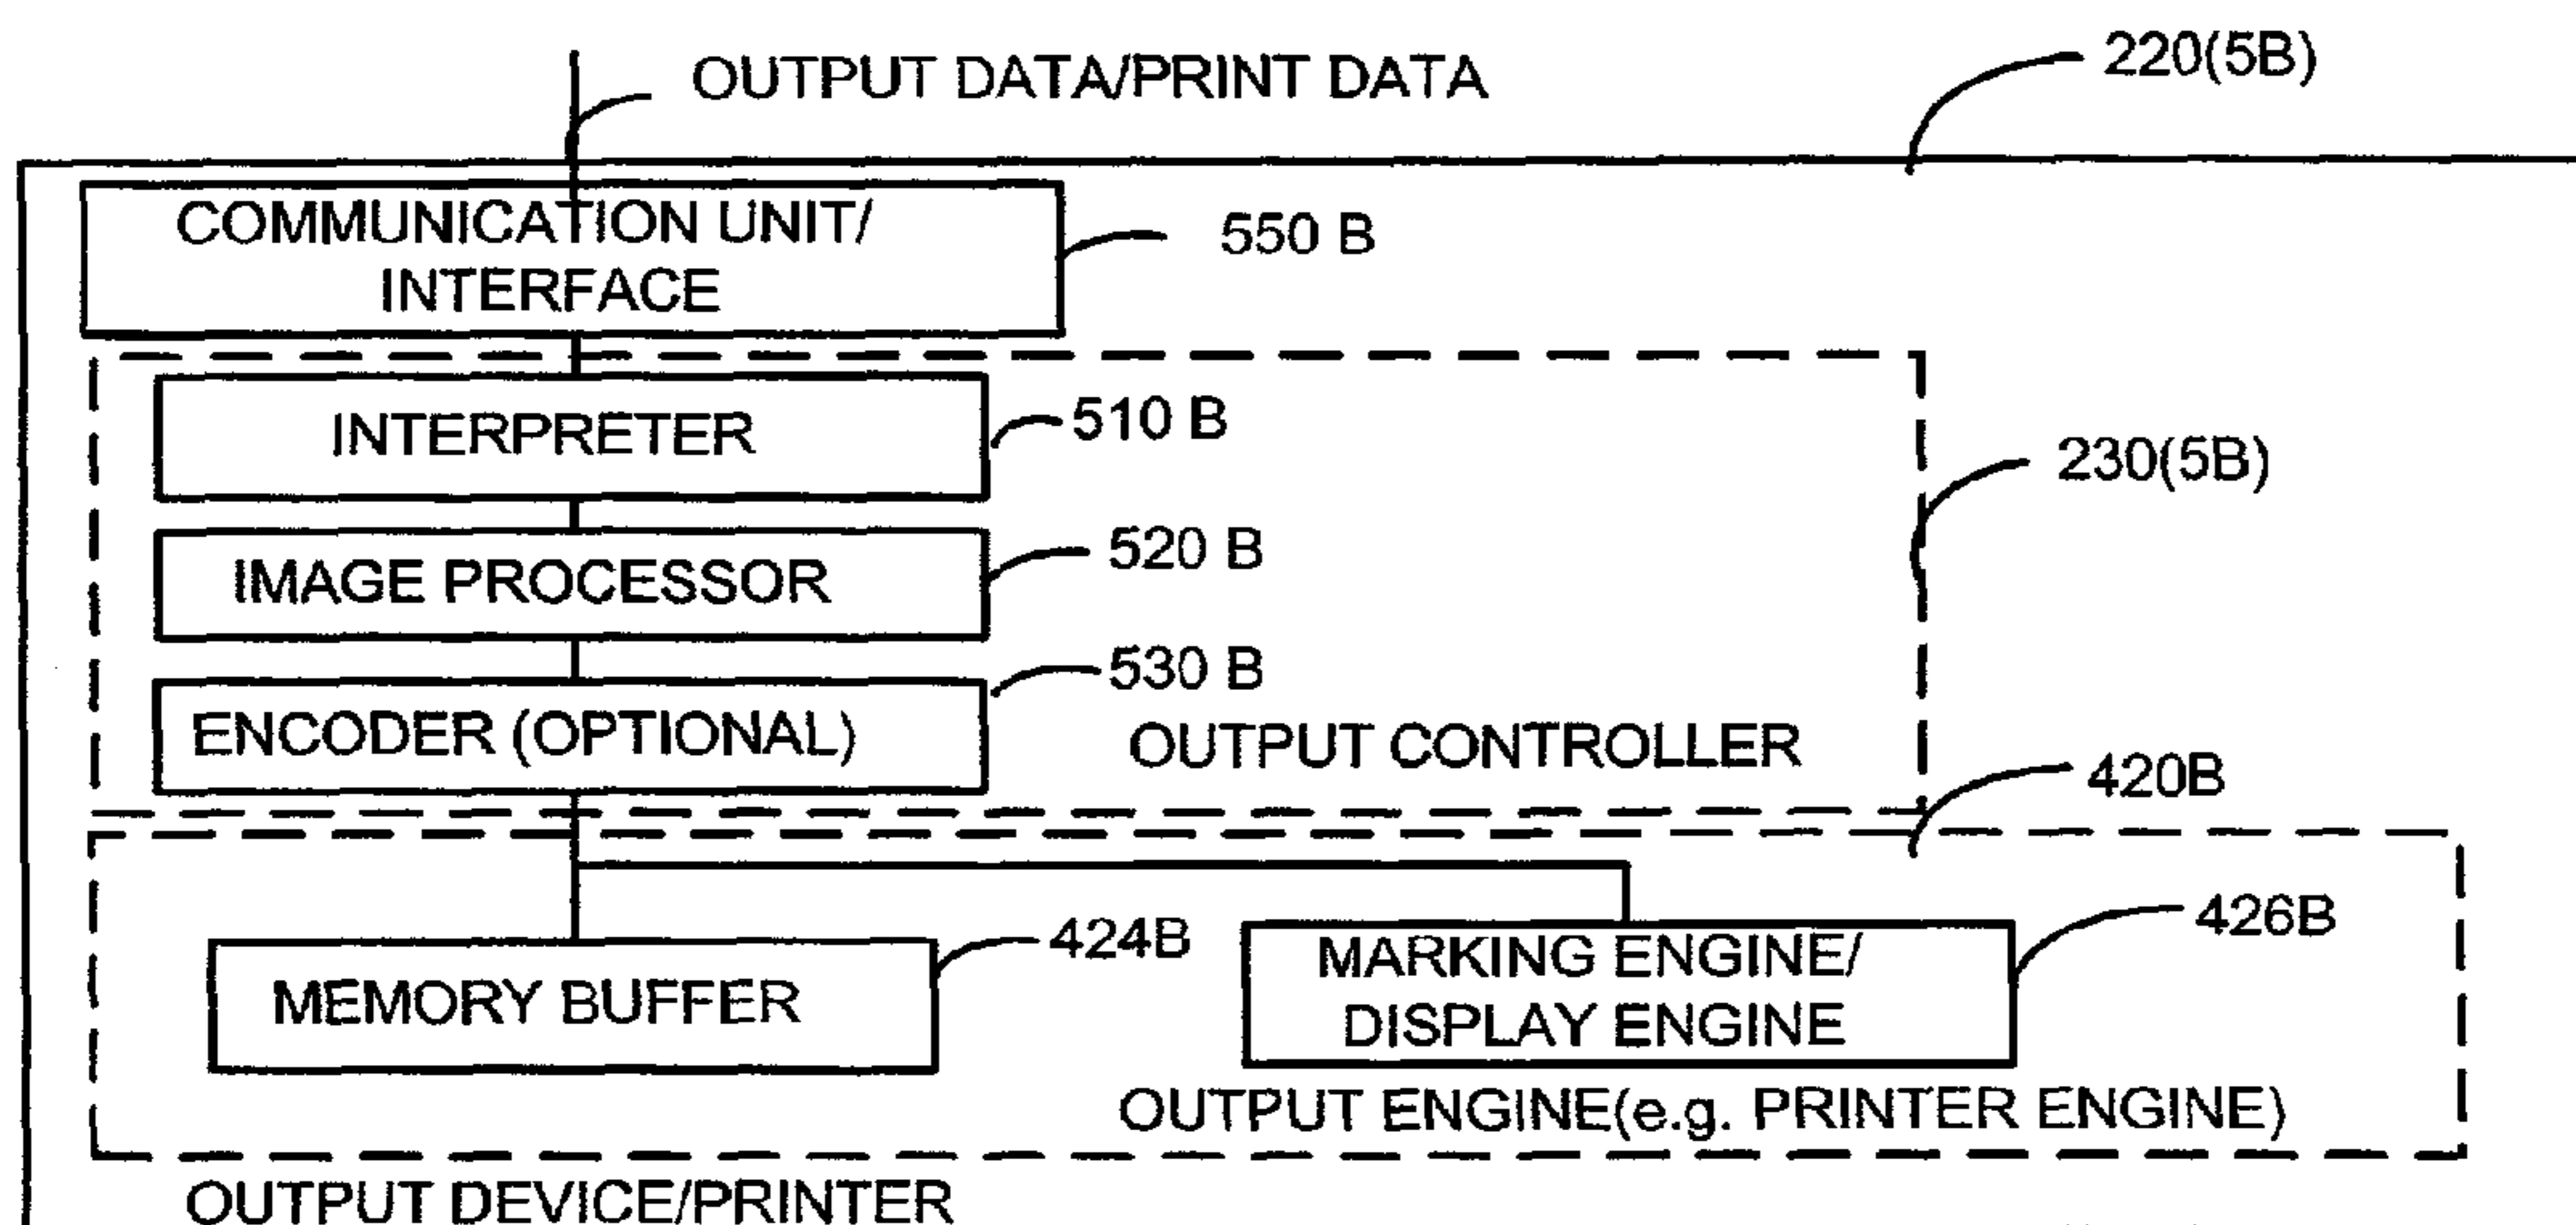 OUTPUT DATA/PRINT DATA
220(5B)
COMMUNICATION UNIT/
INTERFACE
550 B
INTERPRETER
510 B
230(5B)
IMAGE PROCESSOR
520 B
ENCODER (OPTIONAL)
530 B
OUTPUT CONTROLLER
420B
MEMORY BUFFER
424B
MARKING ENGINE/
DISPLAY ENGINE
426B
OUTPUT ENGINE(e.g. PRINTER ENGINE)
OUTPUT DEVICE/PRINTER